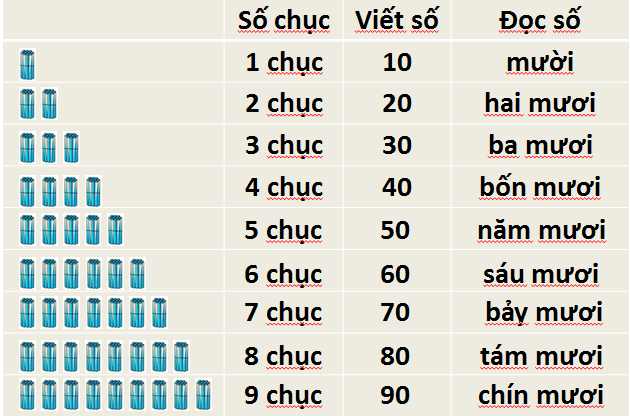 Số chục Viết số Đọc số
1 chục 10 mười
2 chục 20 hai mươi
3 chục 30 ba mươi
4 chục 40 bốn mươi
5 chục 50 năm mươi
6 chục 60 sáu mươi
7 chục 70 bảy mươi
8 chục 80 tám mươi
9 chục 90 chín mươi